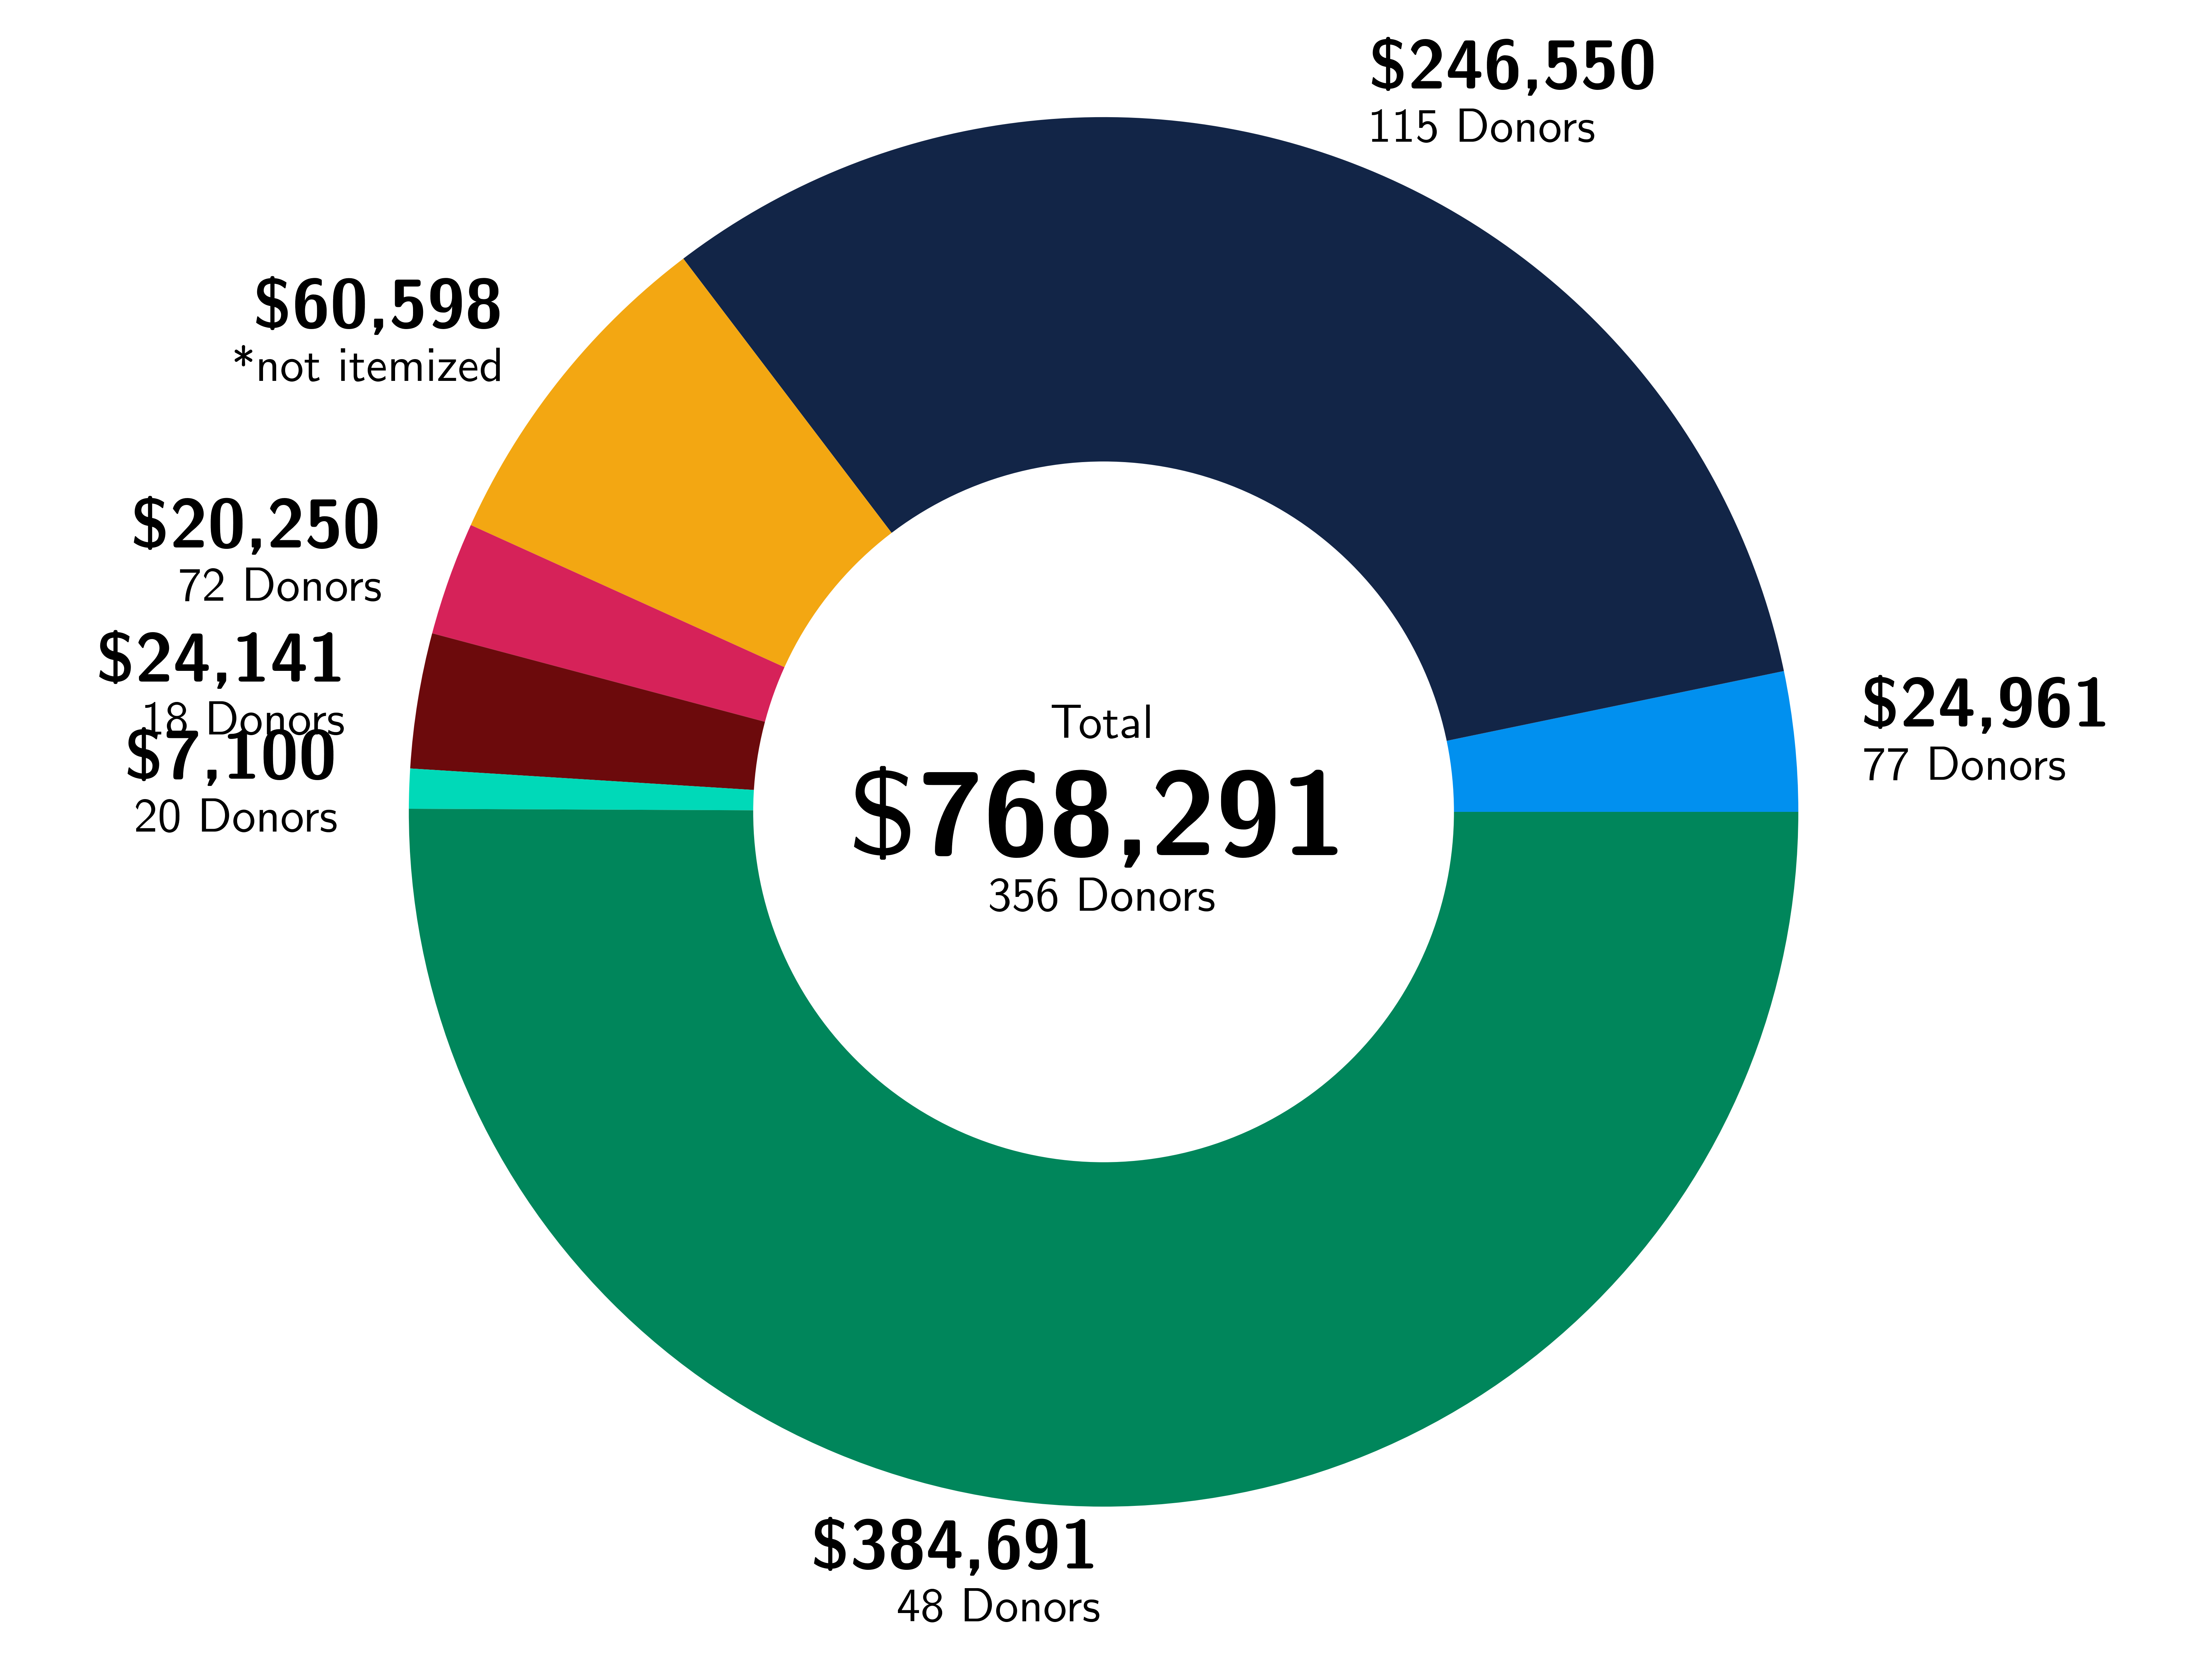 $246,550
115 Donors
$60,598
*not itemized
$20,250
72 Donors
$24,141
18 Donors
$7,100
20 Donors
Total
$768,291
356 Donors
$24,961
77 Donors
$384,691
48 Donors